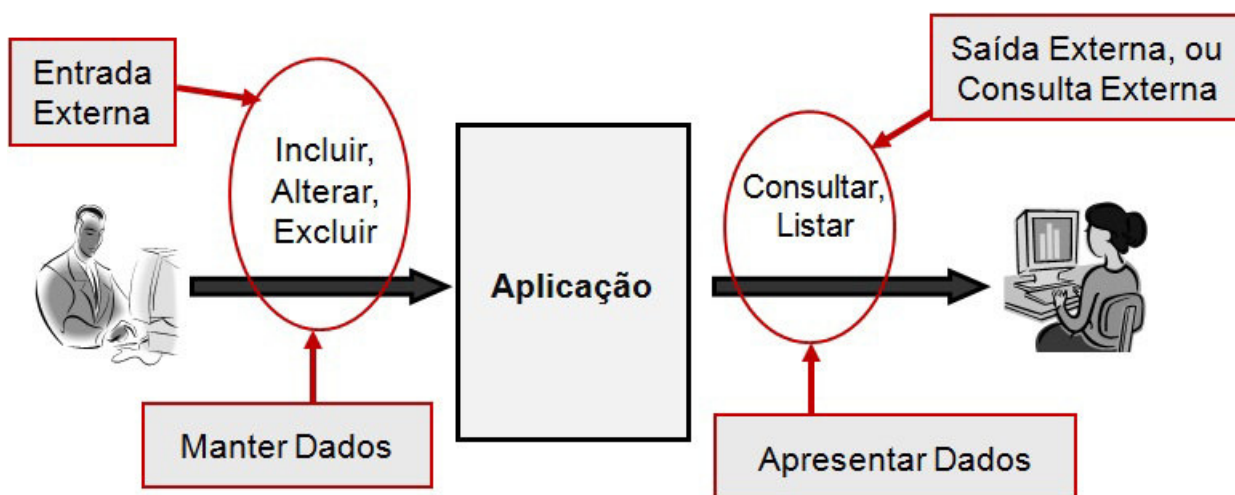 Entrada
Externa
Incluir,
Alterar,
Excluir
Manter Dados
Aplicação
Saída Externa, ou
Consulta Externa
Consultar,
Listar
Apresentar Dados